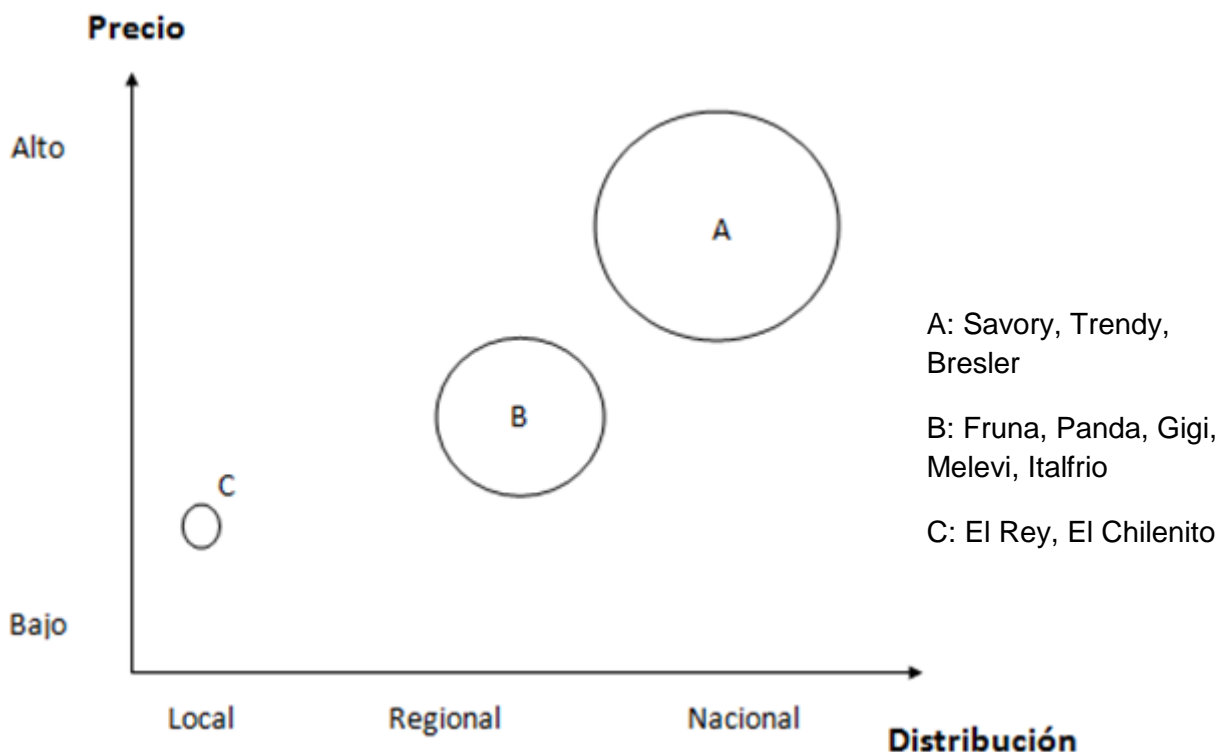 Precio
Alto
A
A: Savory, Trendy,
Bresler
B
B: Fruna, Panda, Gigi,
Melevi, Italfrio
C
C: El Rey, El Chilenito
Bajo
Local Regional Nacional
Distribución